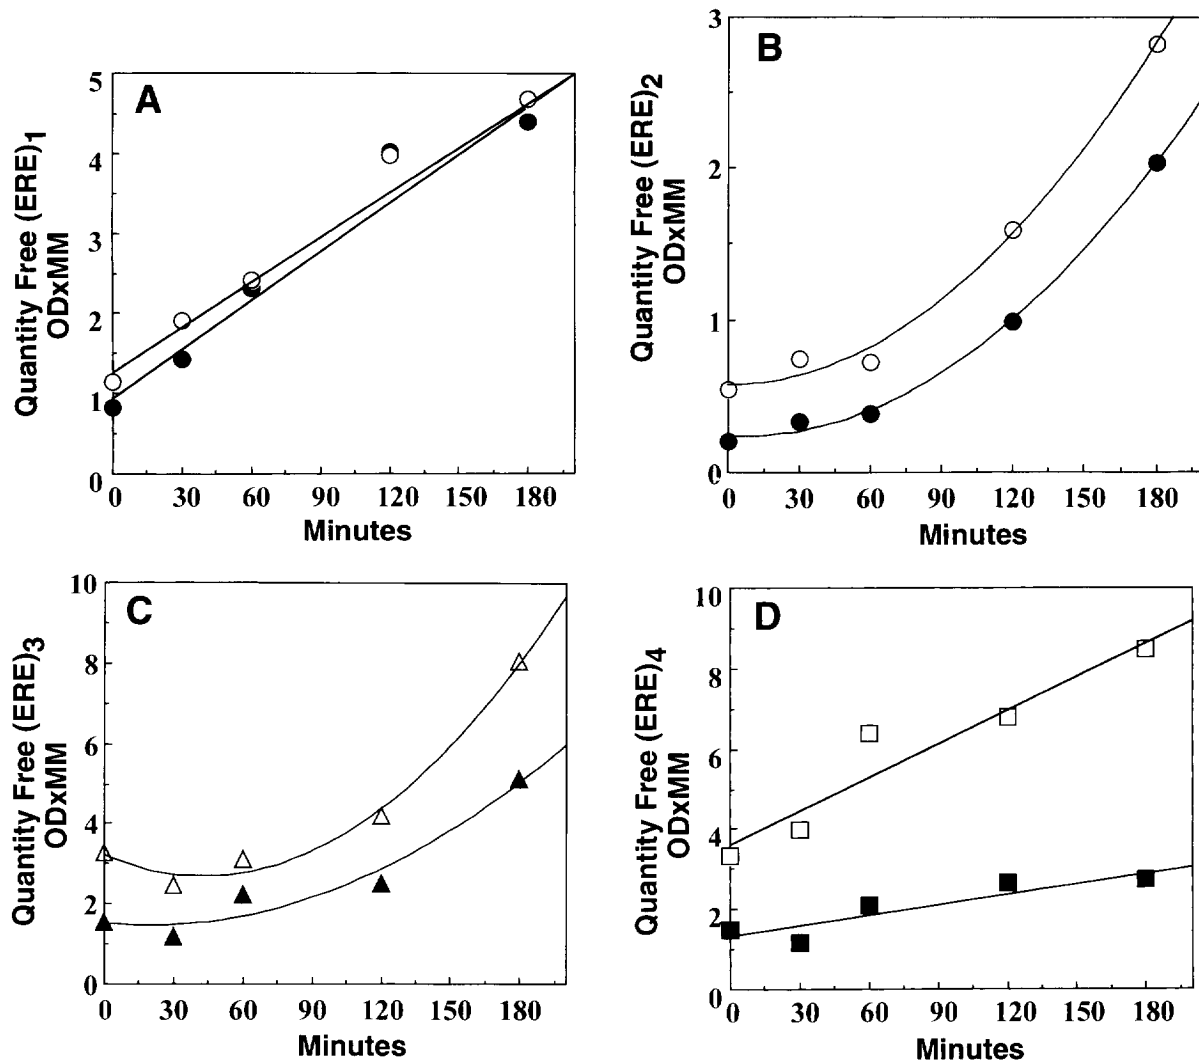 A
Quantity Free (ERE)1
ODxMM
5
4
3
2
1
0
0 30 60 90 120 150 180
Minutes
B
Quantity Free (ERE)2
ODxMM
3
2
1
0
0 30 60 90 120 150 180
Minutes
C
Quantity Free (ERE)3
ODxMM
10
8
6
4
2
0
0 30 60 90 120 150 180
Minutes
D
Quantity Free (ERE)4
ODxMM
10
8
6
4
2
0
0 30 60 90 120 150 180
Minutes